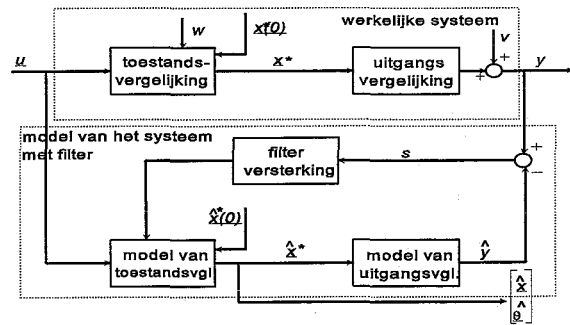 werkelijke systeem
w
x*(0)
v
toestands-
vergelijking
x*
uitgangs
vergelijking
u
+
+
y
model van het systeem
met filter
filter
versterking
s
+
−
x̂*(0)
model van
toestandsvgl.
x̂*
model van
uitgangsvgl.
ŷ
x̂
θ̂